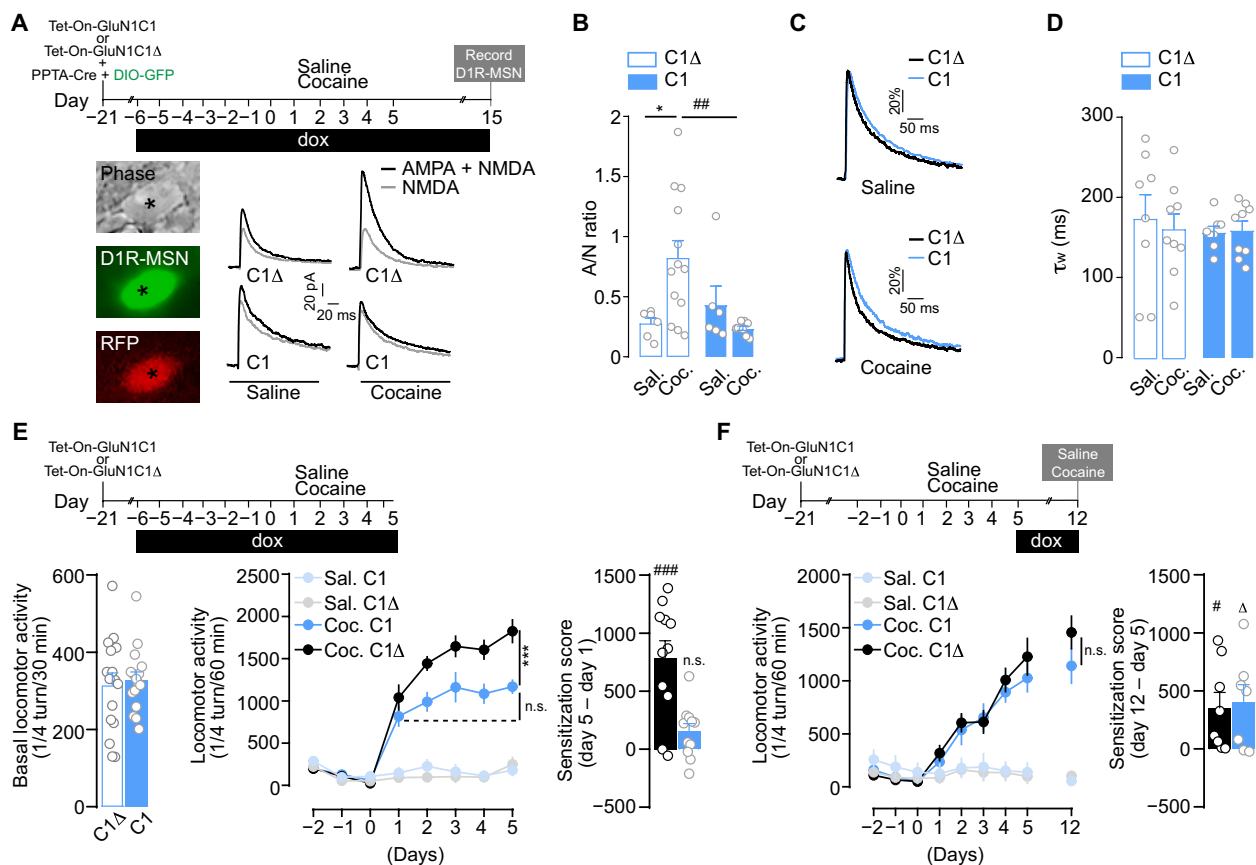 A
Tet-On-GluN1C1
or
Tet-On-GluN1C1Δ
+
PPTA-Cre + DIO-GFP
Saline
Cocaine
Record
D1R-MSN
Day
−21 −6 −5 −4 −3 −2 −1 0 1 2 3 4 5 15
dox
Phase
*
D1R-MSN
*
RFP
*
AMPA + NMDA
NMDA
C1Δ
C1Δ
20 pA
20 ms
C1
C1
Saline
Cocaine
B
C1Δ
C1
* ##
A/N ratio
2
1.5
1
0.5
0
Sal. Coc. Sal. Coc.
C
C1Δ
C1
20%
50 ms
Saline
C1Δ
C1
20%
50 ms
Cocaine
D
C1Δ
C1
τw (ms)
300
200
100
0
Sal. Coc. Sal. Coc.
E
Tet-On-GluN1C1
or
Tet-On-GluN1C1Δ
Saline
Cocaine
Day
−21 −6 −5 −4 −3 −2 −1 0 1 2 3 4 5
dox
Basal locomotor activity
(1/4 turn/30 min)
600
400
200
0
C1Δ C1
Locomotor activity
(1/4 turn/60 min)
2500
2000
1500
1000
500
0
Sal. C1
Sal. C1Δ
Coc. C1
Coc. C1Δ
***
n.s.
−2 −1 0 1 2 3 4 5
(Days)
Sensitization score
(day 5 – day 1)
1500
1000
500
0
−500
###
n.s.
F
Tet-On-GluN1C1
or
Tet-On-GluN1C1Δ
Saline
Cocaine
Saline
Cocaine
Day
−21 −2 −1 0 1 2 3 4 5 12
dox
Locomotor activity
(1/4 turn/60 min)
2000
1500
1000
500
0
Sal. C1
Sal. C1Δ
Coc. C1
Coc. C1Δ
n.s.
−2 −1 0 1 2 3 4 5 12
(Days)
Sensitization score
(day 12 – day 5)
1500
1000
500
0
−500
# Δ